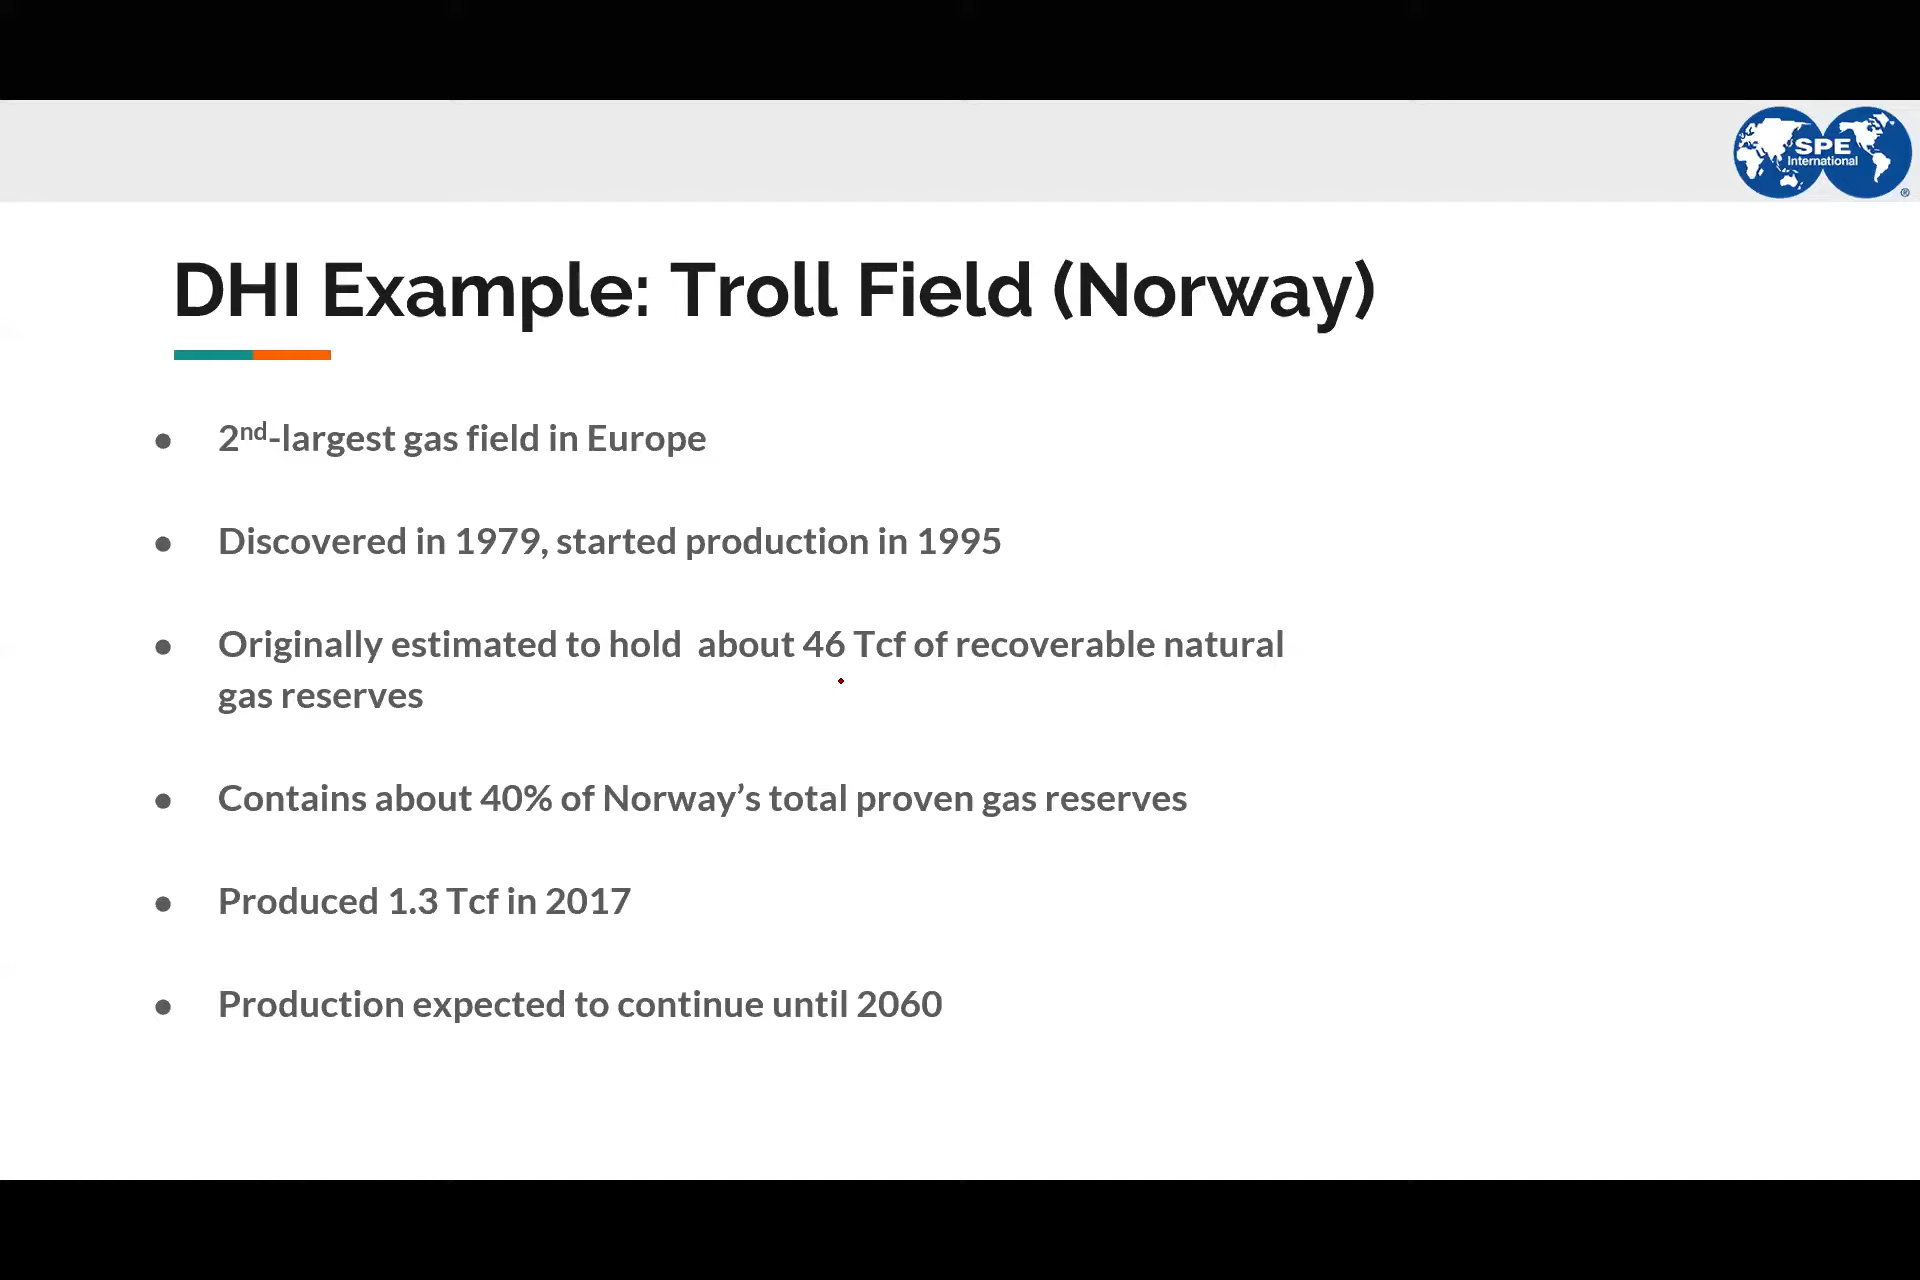 SPE
International
®
DHI Example: Troll Field (Norway)
● 2nd-largest gas field in Europe
● Discovered in 1979, started production in 1995
● Originally estimated to hold  about 46 Tcf of recoverable natural
gas reserves
● Contains about 40% of Norway’s total proven gas reserves
● Produced 1.3 Tcf in 2017
● Production expected to continue until 2060